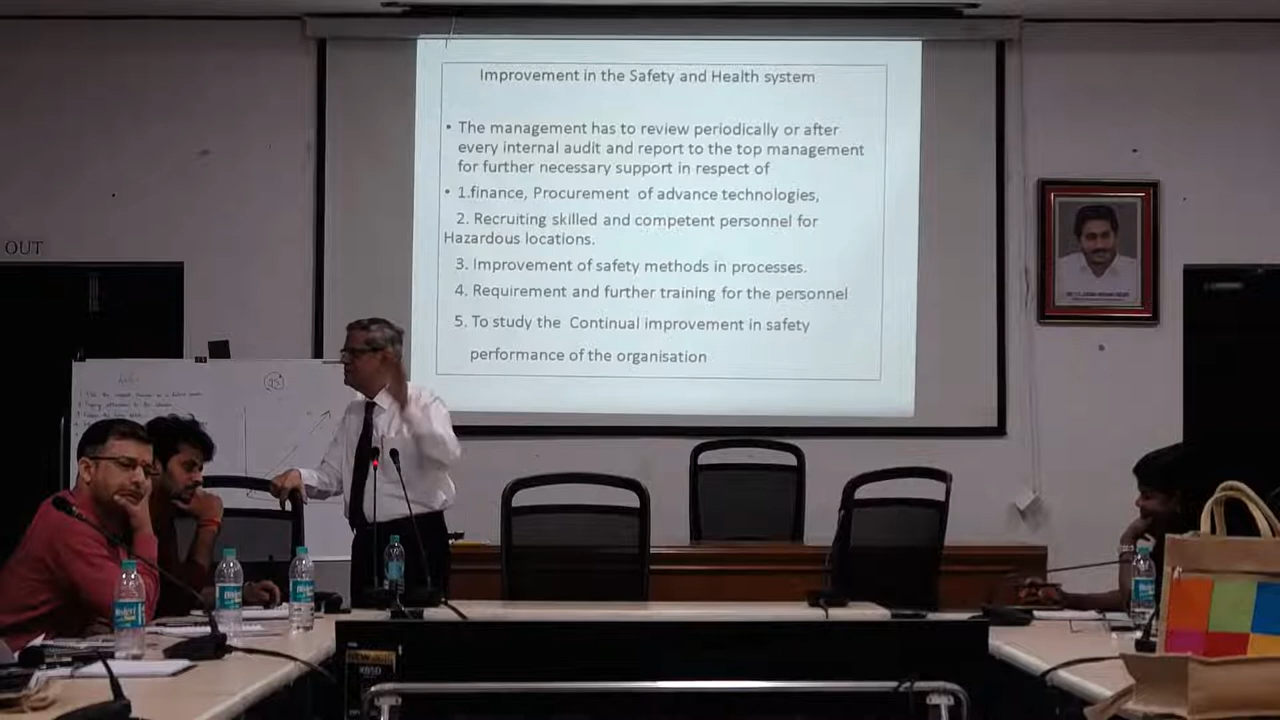 Improvement in the Safety and Health system
• The management has to review periodically or after
every internal audit and report to the top management
for further necessary support in respect of
• 1.finance, Procurement of advance technologies,
2. Recruiting skilled and competent personnel for
Hazardous locations.
3. Improvement of safety methods in processes.
4. Requirement and further training for the personnel
5. To study the Continual improvement in safety
performance of the organisation
OUT